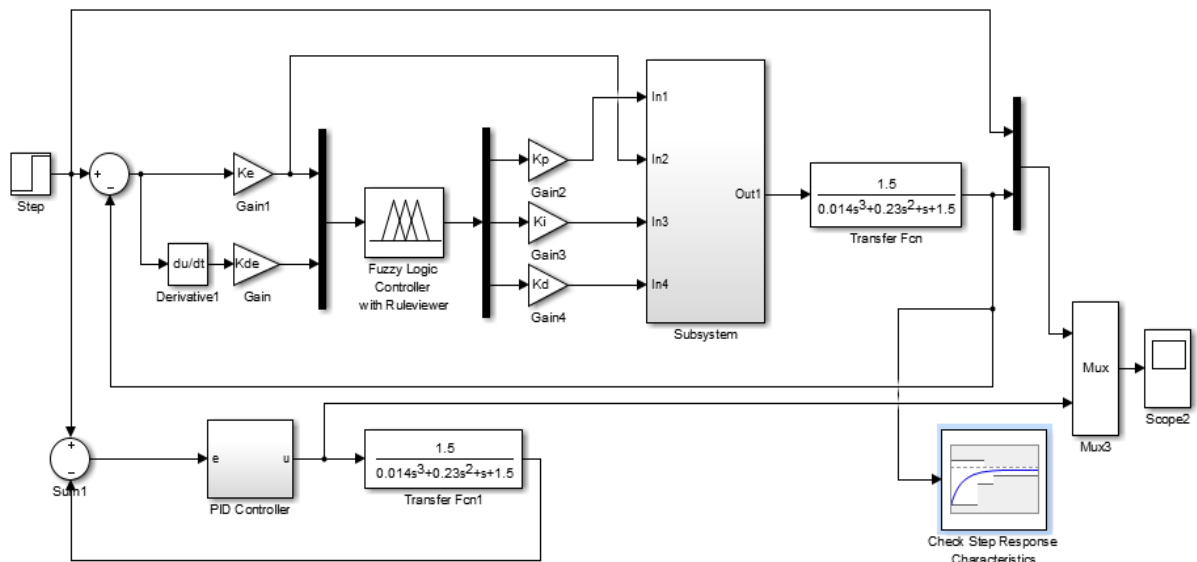 Step
+
−
Ke
Gain1
du/dt
Derivative1
Kde
Gain
Fuzzy Logic
Controller
with Ruleviewer
Kp
Gain2
Ki
Gain3
Kd
Gain4
In1
In2
In3
In4
Out1
Subsystem
1.5
0.014s³+0.23s²+s+1.5
Transfer Fcn
Mux
Mux3
Scope2
+
−
Sum1
e
u
PID Controller
1.5
0.014s³+0.23s²+s+1.5
Transfer Fcn1
Check Step Response
Characteristics